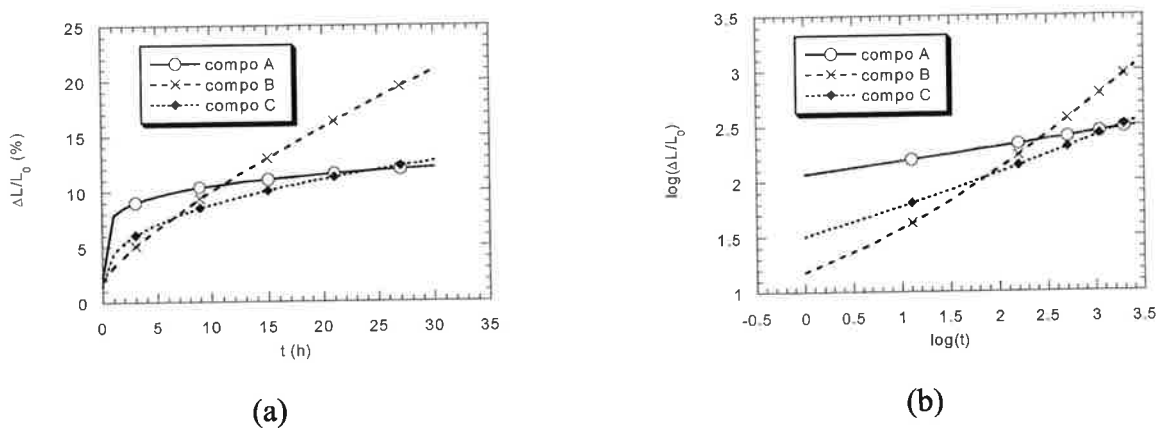 25
20
15
10
5
0
ΔL/L₀ (%)
compo A
compo B
compo C
0 5 10 15 20 25 30 35
t (h)
(a)
3.5
3
2.5
2
1.5
1
log(ΔL/L₀)
compo A
compo B
compo C
-0.5 0 0.5 1 1.5 2 2.5 3 3.5
log(t)
(b)